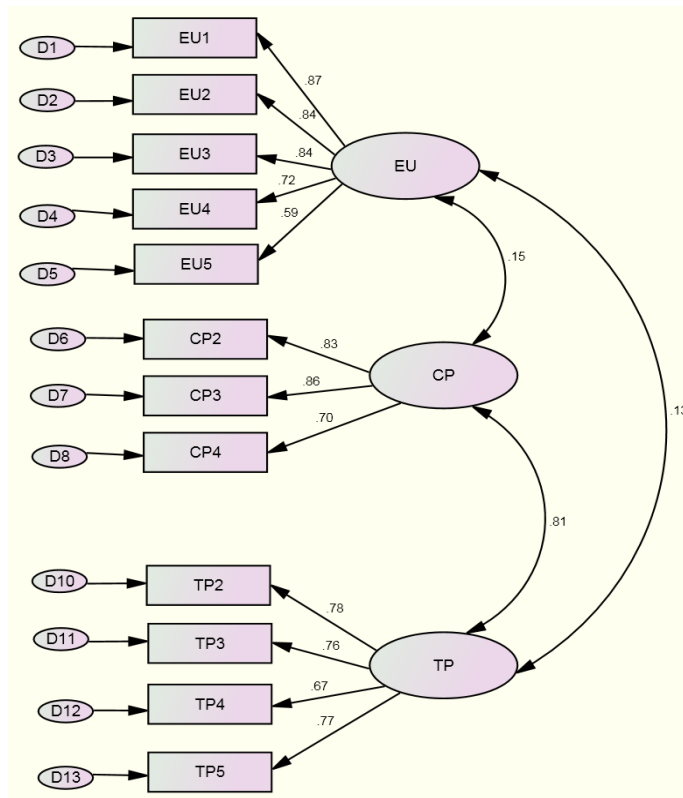 D1
EU1
.87
D2
EU2
.84
D3
EU3
.84
EU
D4
EU4
.72
D5
EU5
.59
.15
D6
CP2
.83
D7
CP3
.86
CP
D8
CP4
.70
.81
D10
TP2
.78
D11
TP3
.76
TP
D12
TP4
.67
D13
TP5
.77